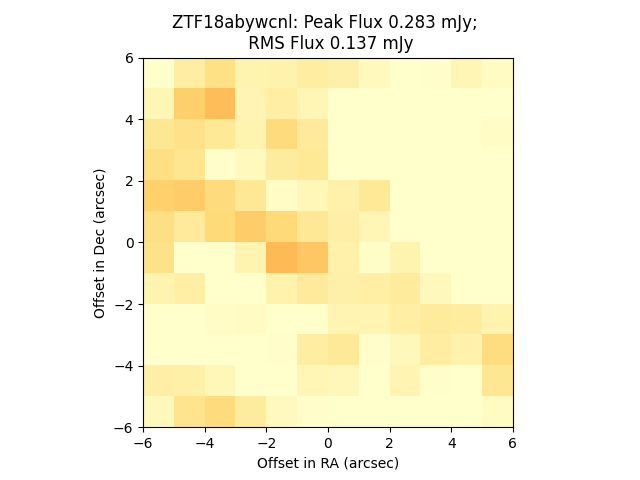 ZTF18abywcnl: Peak Flux 0.283 mJy;
RMS Flux 0.137 mJy
6
4
2
0
−2
−4
−6
Offset in Dec (arcsec)
−6 −4 −2 0 2 4 6
Offset in RA (arcsec)